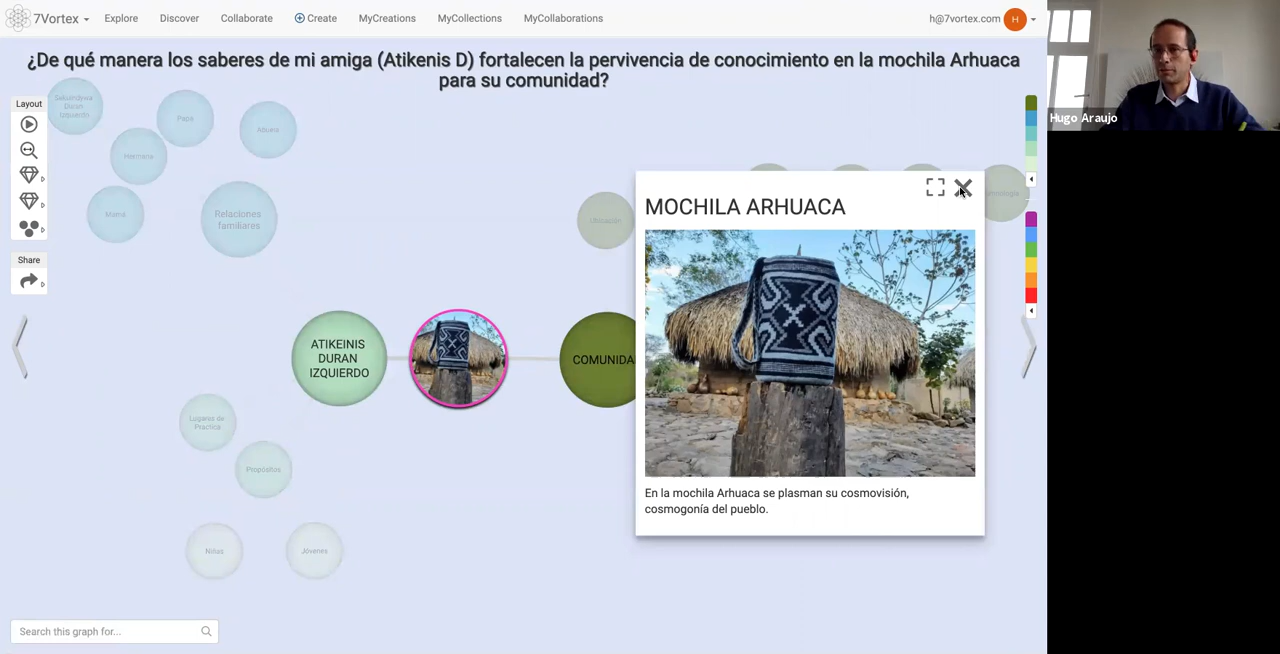 7Vortex
Explore
Discover
Collaborate
Create
MyCreations
MyCollections
MyCollaborations
h@7vortex.com
H
Hugo Araujo
¿De qué manera los saberes de mi amiga (Atikenis D) fortalecen la pervivencia de conocimiento en la mochila Arhuaca
para su comunidad?
Layout
Share
Duran
Izquierdo
Papa
Abuela
Hermana
Mamá
Relaciones
familiares
Ubicación
ATIKEINIS
DURAN
IZQUIERDO
COMUNIDA
MOCHILA ARHUACA
En la mochila Arhuaca se plasman su cosmovisión,
cosmogonía del pueblo.
Lugares de
Practica
Propósitos
Niñas
Jóvenes
Search this graph for...